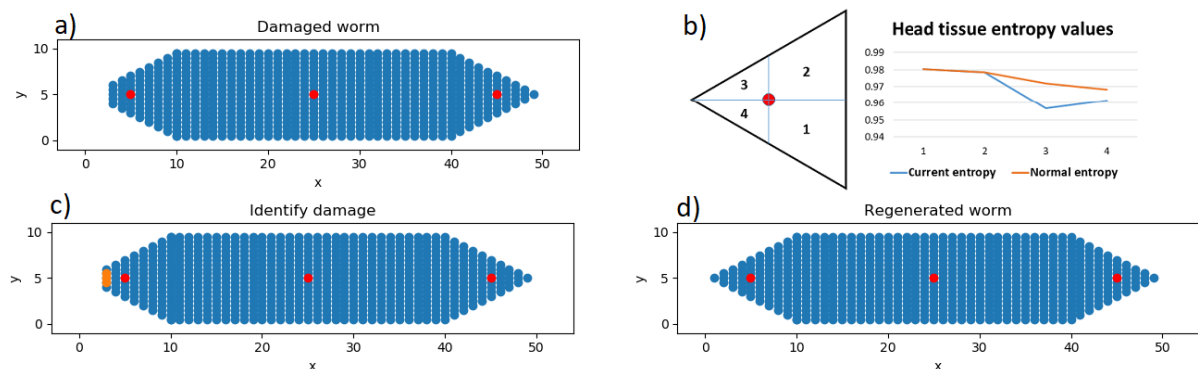 a)
Damaged worm
10
5
0
y
0 10 20 30 40 50
x
b)
3 2
4 1
Head tissue entropy values
0.99
0.98
0.97
0.96
0.95
0.94
1 2 3 4
Current entropy Normal entropy
c)
Identify damage
10
5
0
y
0 10 20 30 40 50
x
d)
Regenerated worm
10
5
0
y
0 10 20 30 40 50
x